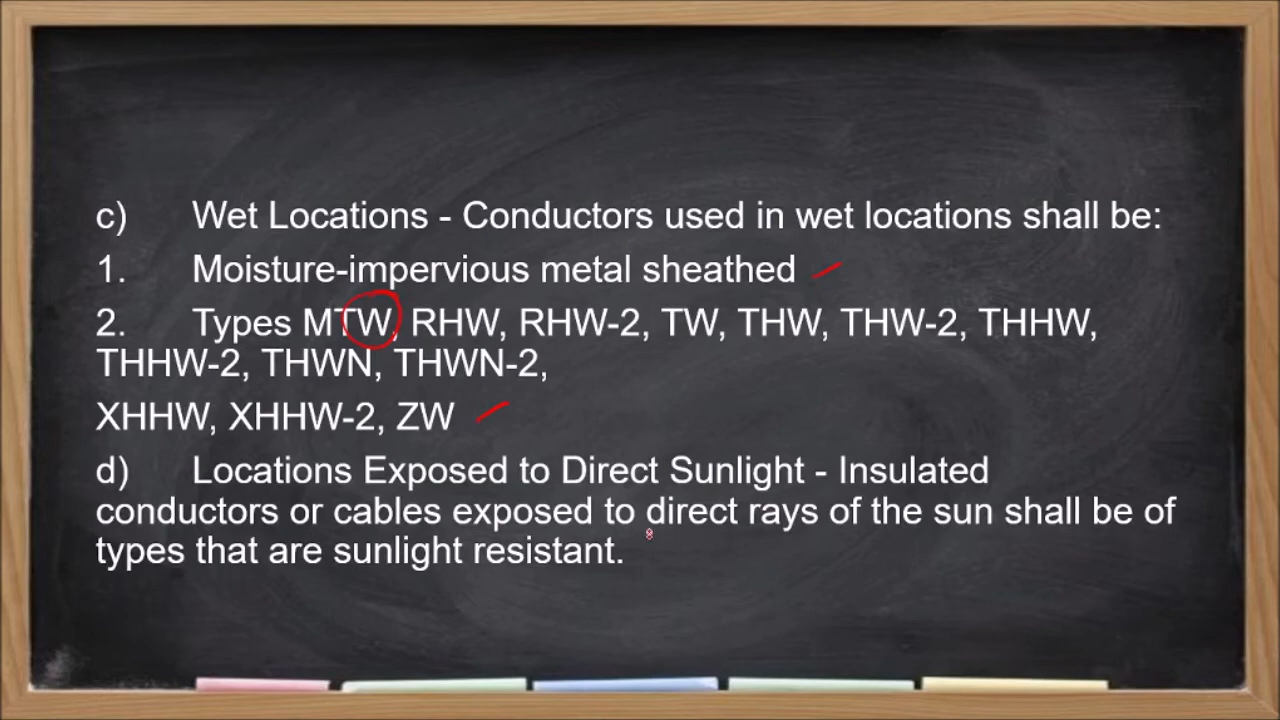 c) Wet Locations - Conductors used in wet locations shall be:
1. Moisture-impervious metal sheathed
2. Types MTW, RHW, RHW-2, TW, THW, THW-2, THHW,
THHW-2, THWN, THWN-2,
XHHW, XHHW-2, ZW
d) Locations Exposed to Direct Sunlight - Insulated
conductors or cables exposed to direct rays of the sun shall be of
types that are sunlight resistant.